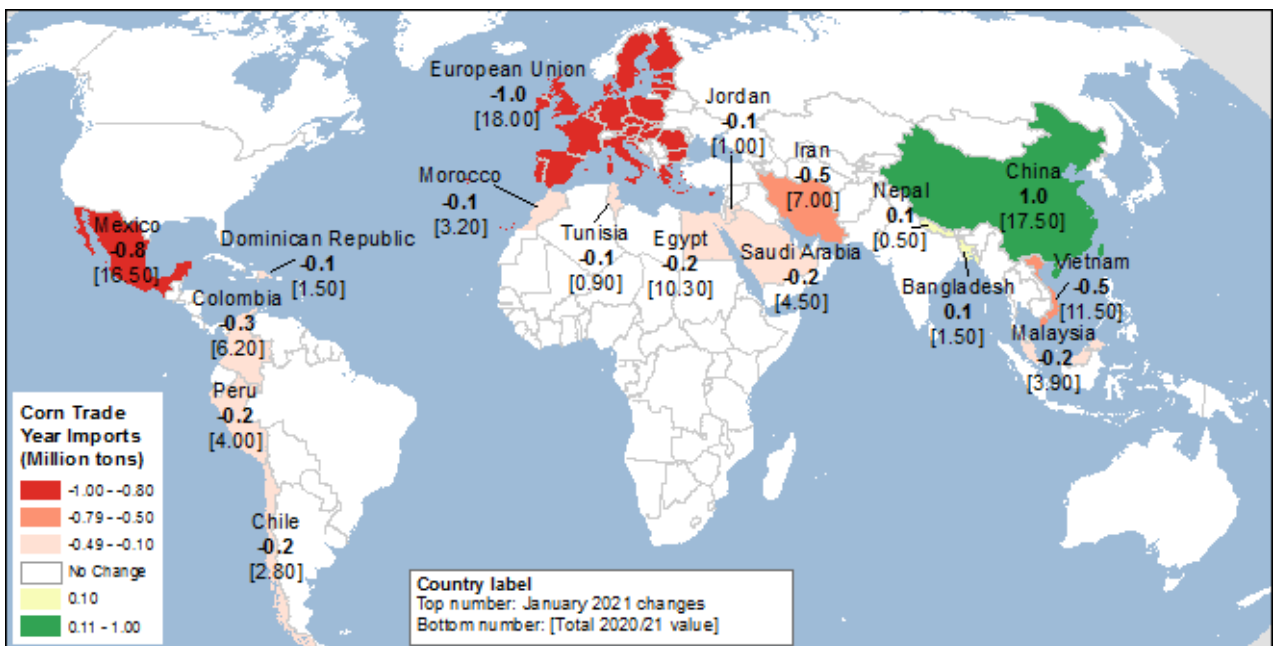 European Union
-1.0
[18.00]
Jordan
-0.1
[1.00]
Iran
-0.5
[7.00]
China
1.0
[17.50]
Nepal
0.1
[0.50]
Morocco
-0.1
[3.20]
Mexico
-0.8
[16.50]
Dominican Republic
-0.1
[1.50]
Tunisia
-0.1
[0.90]
Egypt
-0.2
[10.30]
Saudi Arabia
-0.2
[4.50]
Bangladesh
0.1
[1.50]
Vietnam
-0.5
[11.50]
Malaysia
-0.2
[3.90]
Colombia
-0.3
[6.20]
Peru
-0.2
[4.00]
Chile
-0.2
[2.80]
Corn Trade
Year Imports
(Million tons)
-1.00 - -0.80
-0.79 - -0.50
-0.49 - -0.10
No Change
0.10
0.11 - 1.00
Country label
Top number: January 2021 changes
Bottom number: [Total 2020/21 value]